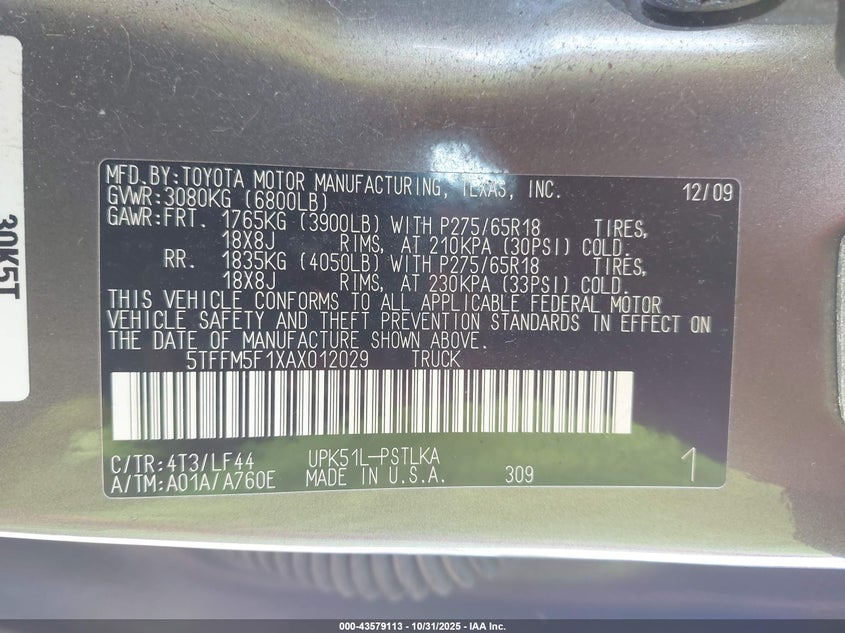 30K5T
MFD.BY:TOYOTA MOTOR MANUFACTURING, TEXAS, INC. 12/09
GVWR:3080KG (6800LB)
GAWR:FRT. 1765KG (3900LB) WITH P275/65R18 TIRES,
18X8J RIMS, AT 210KPA (30PSI) COLD.
RR. 1835KG (4050LB) WITH P275/65R18 TIRES,
18X8J RIMS, AT 230KPA (33PSI) COLD.
THIS VEHICLE CONFORMS TO ALL APPLICABLE FEDERAL MOTOR
VEHICLE SAFETY AND THEFT PREVENTION STANDARDS IN EFFECT ON
THE DATE OF MANUFACTURE SHOWN ABOVE.
5TFFM5F1XAX012029 TRUCK
C/TR:4T3/LF44 UPK51L-PSTLKA
A/TM:A01A/A760E MADE IN U.S.A. 309 1
000-43579113 - 10/31/2025 - IAA Inc.